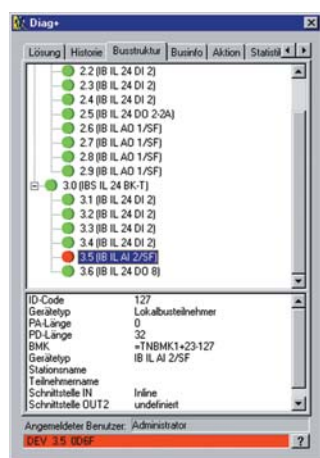 Diag+
Lösung Historie Busstruktur Businfo Aktion Statisti
2.2 (IB IL 24 DI 2)
2.3 (IB IL 24 DI 2)
2.4 (IB IL 24 DI 2)
2.5 (IB IL 24 DO 2-2A)
2.6 (IB IL AO 1/SF)
2.7 (IB IL AO 1/SF)
2.8 (IB IL AO 1/SF)
2.9 (IB IL AO 1/SF)
3.0 (IBS IL 24 BK-T)
3.1 (IB IL 24 DI 2)
3.2 (IB IL 24 DI 2)
3.3 (IB IL 24 DI 2)
3.4 (IB IL 24 DI 2)
3.5 (IB IL AI 2/SF)
3.6 (IB IL 24 DO 8)
ID-Code 127
Gerätetyp Lokalbusteilnehmer
PA-Länge 0
PD-Länge 32
BMK =TNBMK1+23-127
Gerätetyp IB IL AI 2/SF
Stationsname
Teilnehmername
Schnittstelle IN Inline
Schnittstelle OUT2 undefiniert
Angemeldeter Benutzer: Administrator
DEV 3.5 0D6F ?